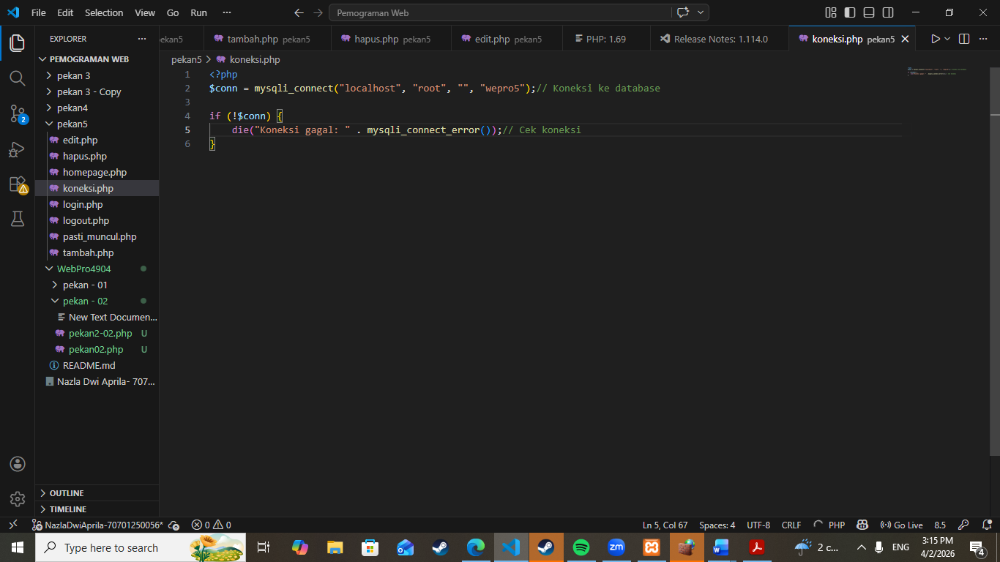 File Edit Selection View Go Run ···
Pemograman Web
EXPLORER ···
pekan5
tambah.php pekan5
hapus.php pekan5
edit.php pekan5
PHP: 1.69
Release Notes: 1.114.0
koneksi.php pekan5
PEMOGRAMAN WEB
pekan 3
pekan 3 - Copy
pekan4
pekan5
edit.php
hapus.php
homepage.php
koneksi.php
login.php
logout.php
pasti_muncul.php
tambah.php
WebPro4904
pekan - 01
pekan - 02
New Text Documen...
pekan2-02.php U
pekan02.php U
README.md
Nazla Dwi Aprila- 707...
OUTLINE
TIMELINE
2
pekan5 > koneksi.php
1 <?php
2 $conn = mysqli_connect("localhost", "root", "", "wepro5");// Koneksi ke database
3
4 if (!$conn) {
5 die("Koneksi gagal: " . mysqli_connect_error());// Cek koneksi
6 }
NazlaDwiAprila-70701250056* 0 0 Ln 5, Col 67 Spaces: 4 UTF-8 CRLF PHP Go Live 8.5
Type here to search
zm
W
2 c...
ENG
3:15 PM
4/2/2026
4